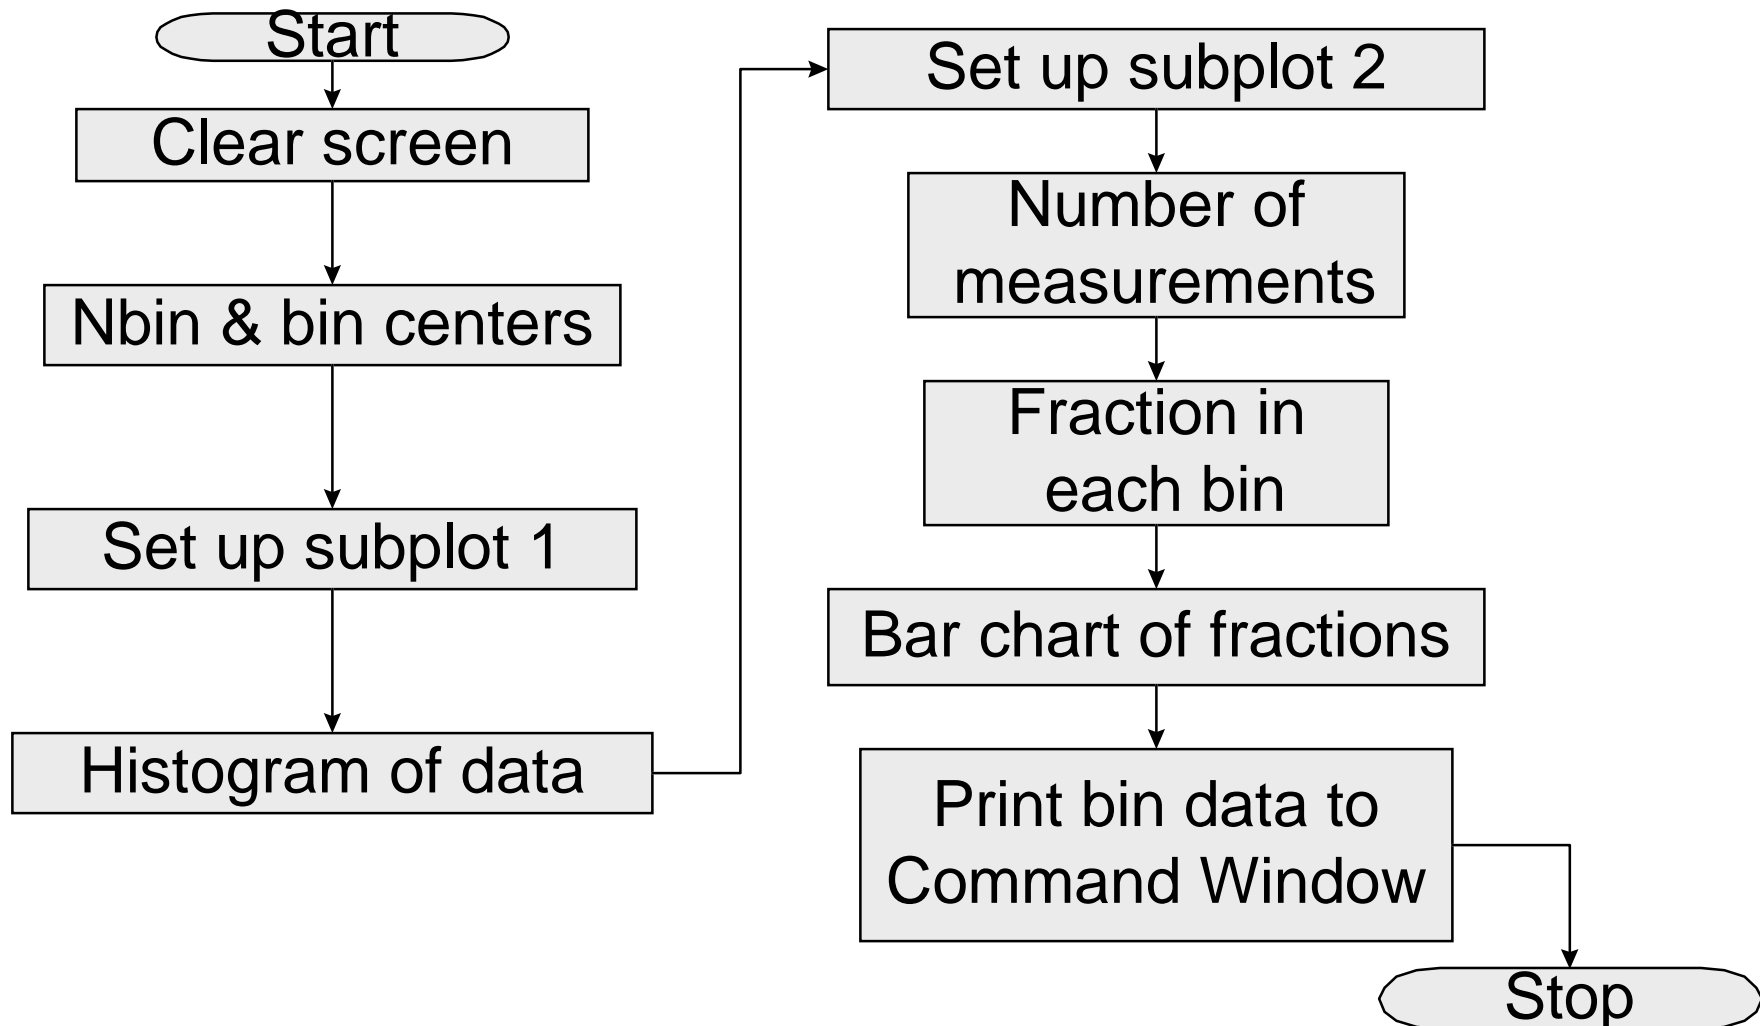 Start
Clear screen
Nbin & bin centers
Set up subplot 1
Histogram of data
Set up subplot 2
Number of
measurements
Fraction in
each bin
Bar chart of fractions
Print bin data to
Command Window
Stop